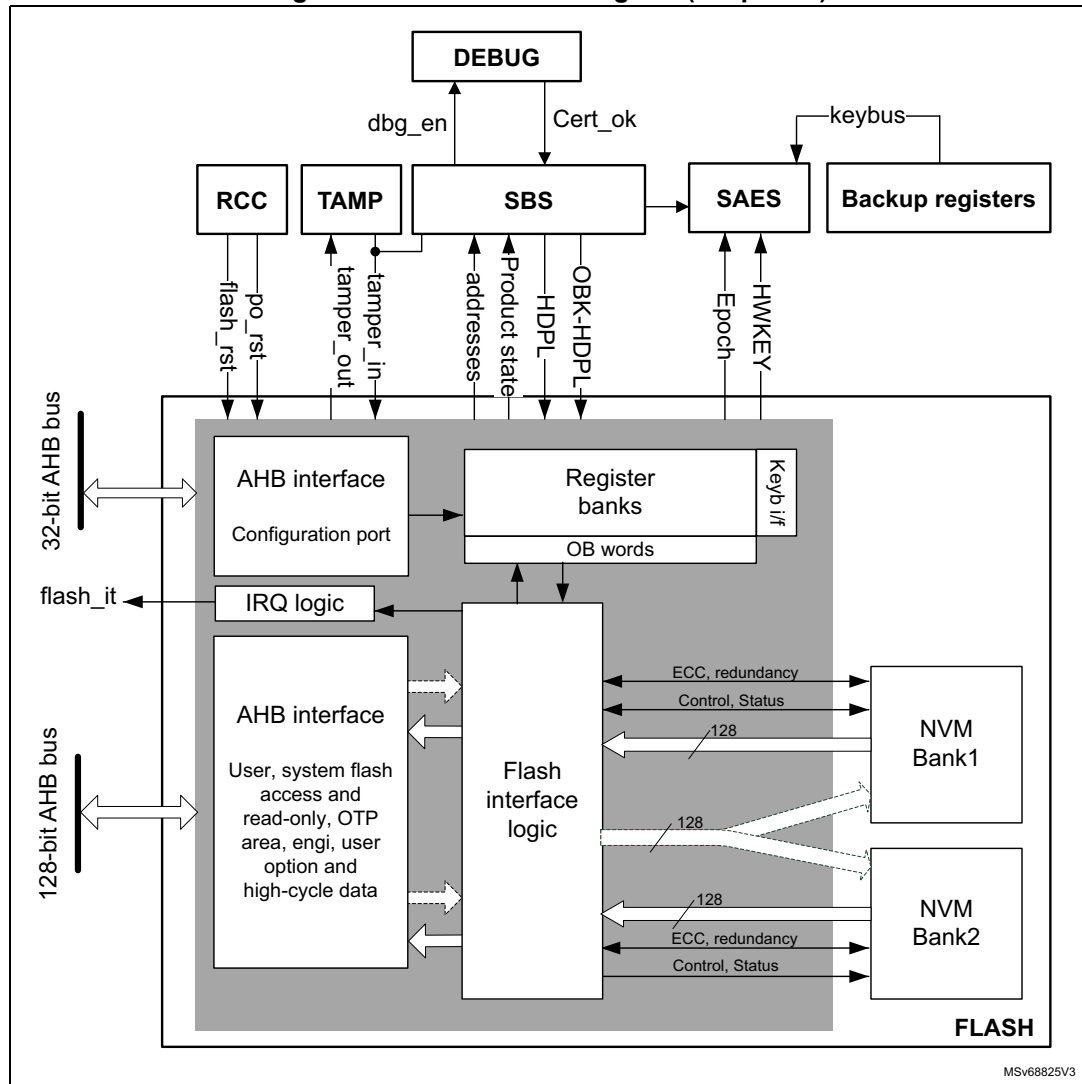 DEBUG
dbg_en
Cert_ok
keybus
RCC
TAMP
SBS
SAES
Backup registers
flash_rst
po_rst
tamper_out
tamper_in
addresses
Product state
HDPL
OBK-HDPL
Epoch
HWKEY
32-bit AHB bus
AHB interface
Configuration port
Register
banks
Keyb i/f
OB words
flash_it
IRQ logic
128-bit AHB bus
AHB interface
User, system flash
access and
read-only, OTP
area, engi, user
option and
high-cycle data
Flash
interface
logic
ECC, redundancy
Control, Status
128
128
128
ECC, redundancy
Control, Status
NVM
Bank1
NVM
Bank2
FLASH
MSv68825V3